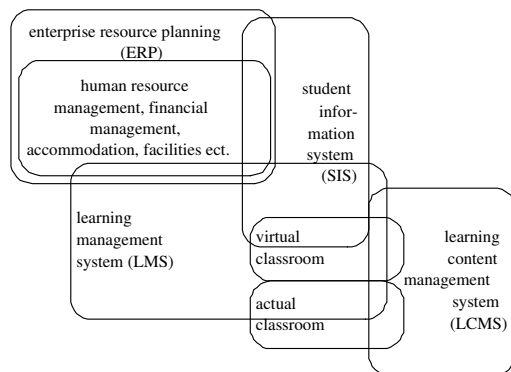 enterprise resource planning
(ERP)
human resource
management, financial
management,
accommodation, facilities ect.
student
infor-
mation
system
(SIS)
learning
management
system (LMS)
virtual
classroom
actual
classroom
learning
content
management
system
(LCMS)